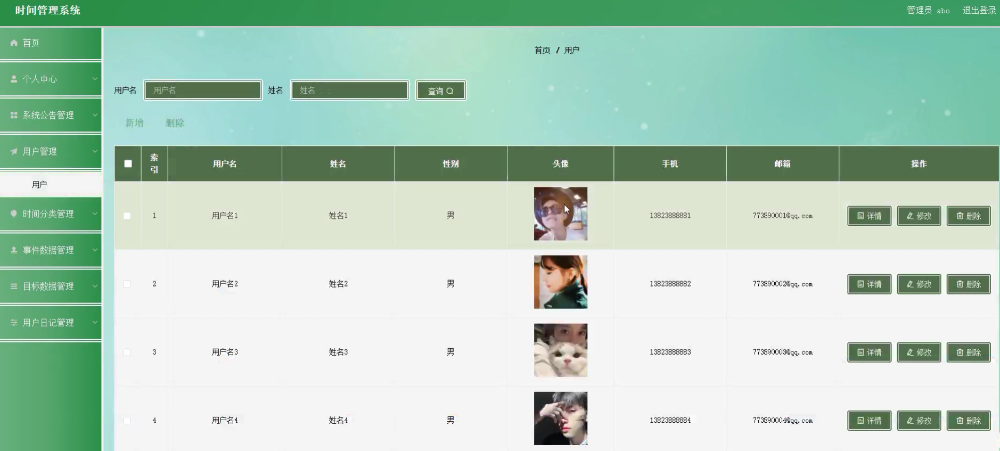 时间管理系统
管理员 abo
退出登录
首页
个人中心
系统公告管理
用户管理
用户
时间分类管理
事件数据管理
目标数据管理
用户日记管理
首页 / 用户
用户名 用户名 姓名 姓名 查询
新增 删除
索引 用户名 姓名 性别 头像 手机 邮箱 操作
1 用户名1 姓名1 男 13823888881 773890001@qq.com 详情 修改 删除
2 用户名2 姓名2 男 13823888882 773890002@qq.com 详情 修改 删除
3 用户名3 姓名3 男 13823888883 773890003@qq.com 详情 修改 删除
4 用户名4 姓名4 男 13823888884 773890004@qq.com 详情 修改 删除